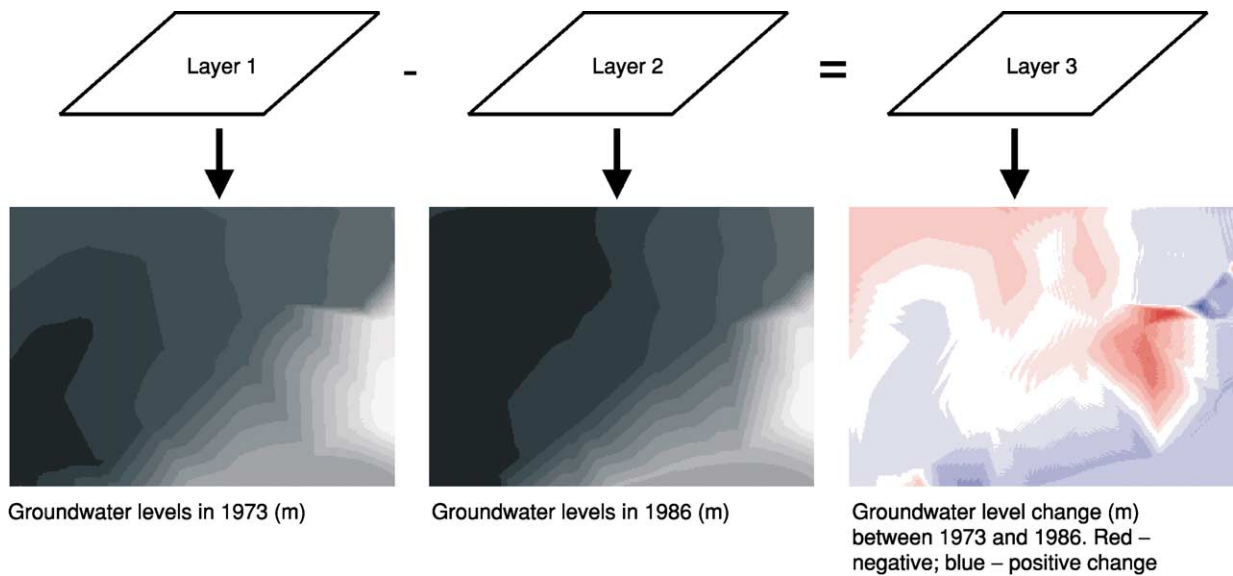 Layer 1
-
Layer 2
=
Layer 3
Groundwater levels in 1973 (m)
Groundwater levels in 1986 (m)
Groundwater level change (m)
between 1973 and 1986. Red –
negative; blue – positive change